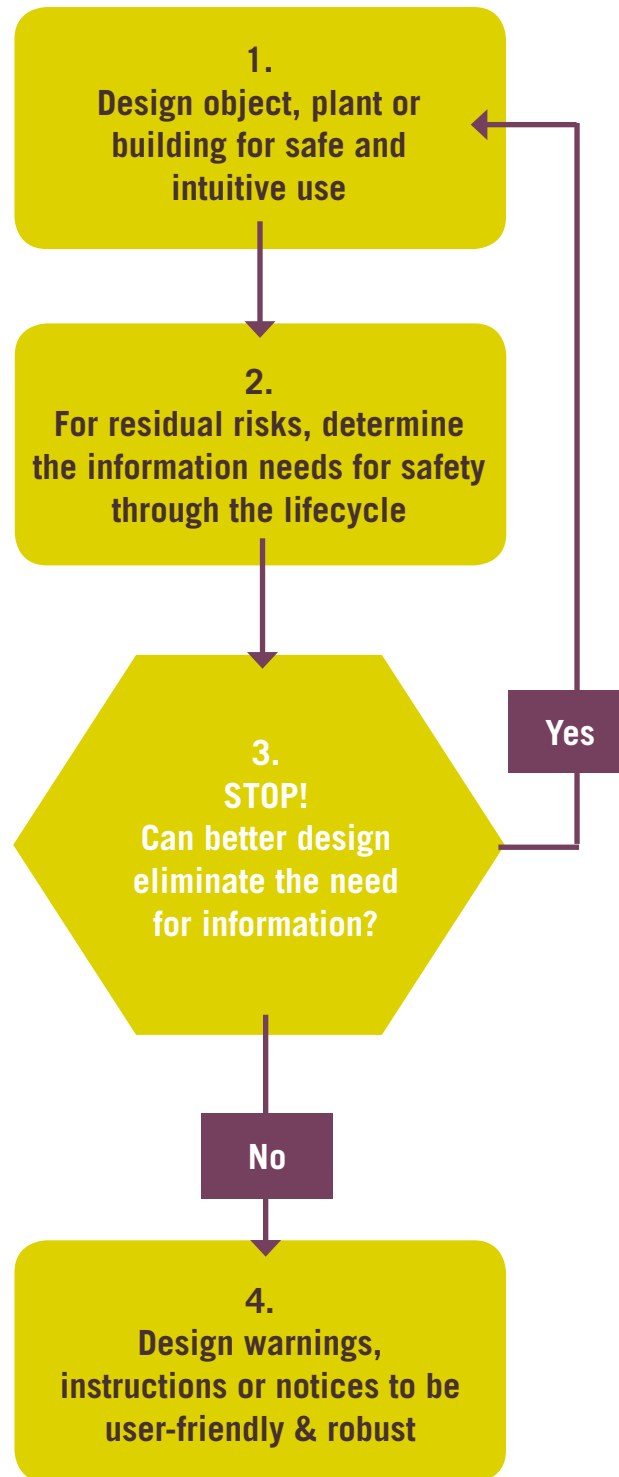 1.
Design object, plant or
building for safe and
intuitive use
2.
For residual risks, determine
the information needs for safety
through the lifecycle
3.
STOP!
Can better design
eliminate the need
for information?
Yes
No
4.
Design warnings,
instructions or notices to be
user-friendly & robust